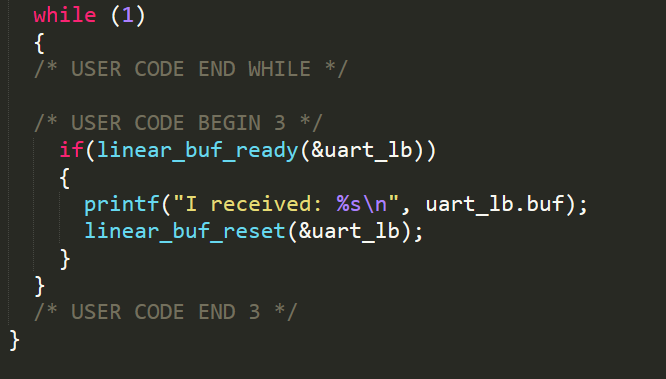 while (1)
{
/* USER CODE END WHILE */
/* USER CODE BEGIN 3 */
if(linear_buf_ready(&uart_lb))
{
printf("I received: %s\n", uart_lb.buf);
linear_buf_reset(&uart_lb);
}
}
/* USER CODE END 3 */
}